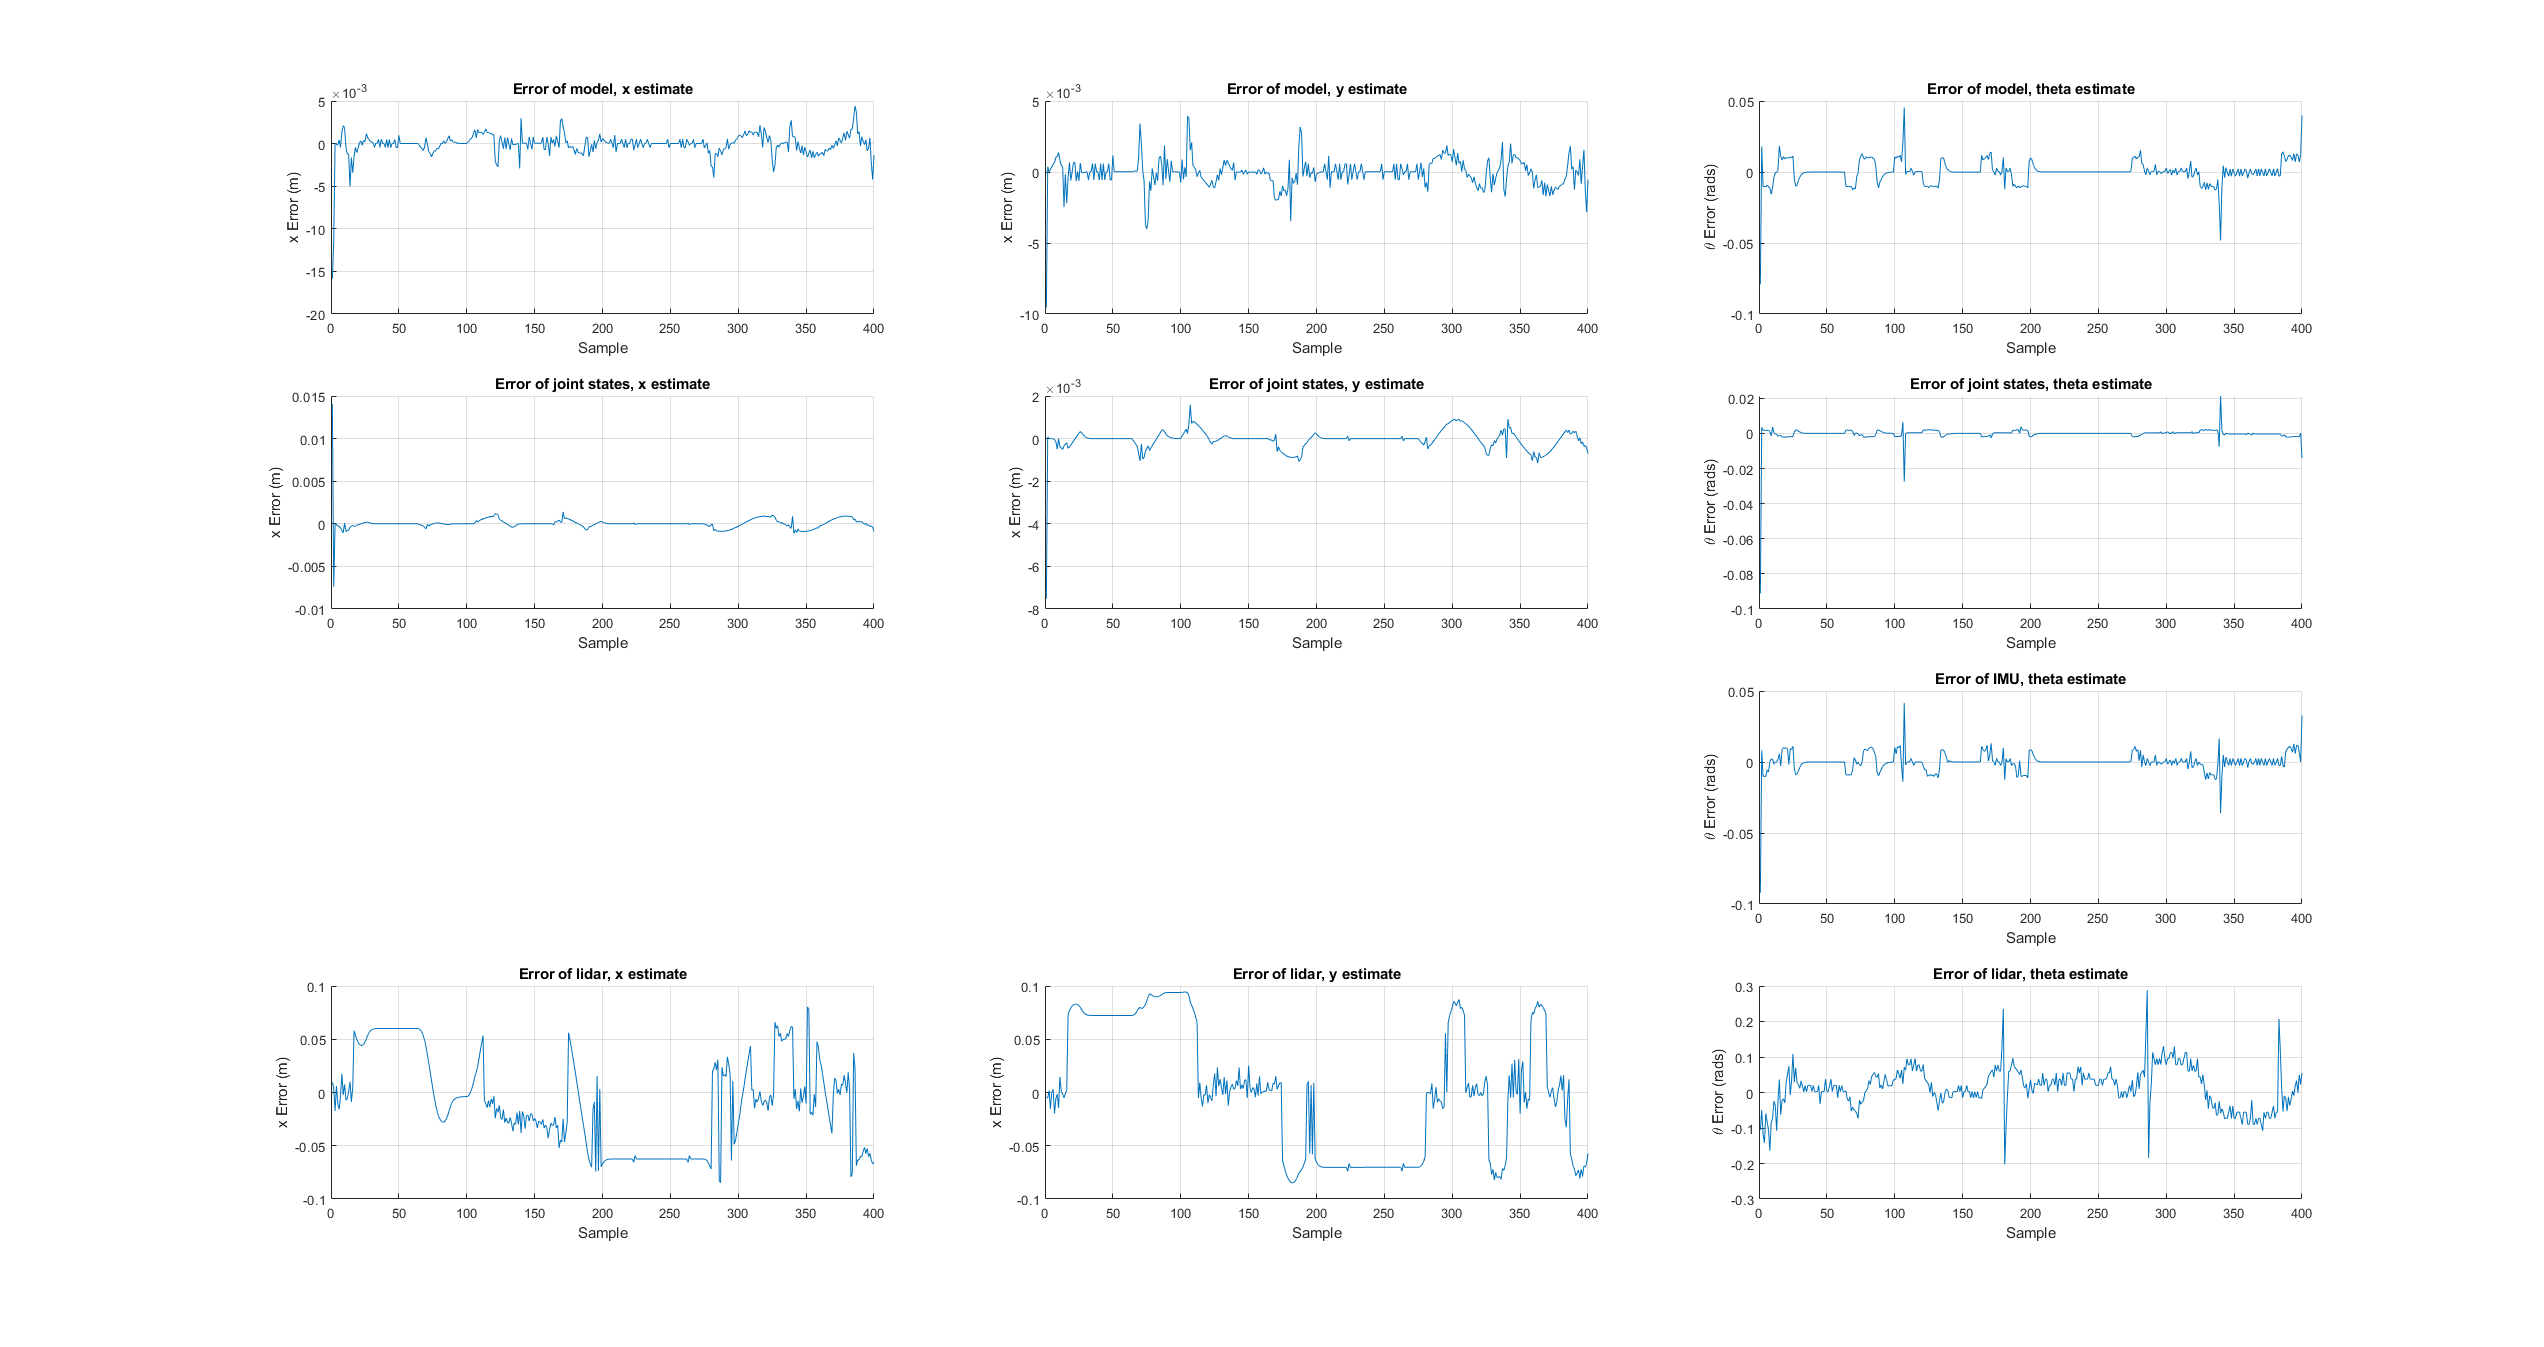 Error of model, x estimate
×10-3
5
0
-5
-10
-15
-20
x Error (m)
0 50 100 150 200 250 300 350 400
Sample
Error of model, y estimate
×10-3
5
0
-5
-10
x Error (m)
0 50 100 150 200 250 300 350 400
Sample
Error of model, theta estimate
0.05
0
-0.05
-0.1
θ Error (rads)
0 50 100 150 200 250 300 350 400
Sample
Error of joint states, x estimate
0.015
0.01
0.005
0
-0.005
-0.01
x Error (m)
0 50 100 150 200 250 300 350 400
Sample
Error of joint states, y estimate
×10-3
2
0
-2
-4
-6
-8
x Error (m)
0 50 100 150 200 250 300 350 400
Sample
Error of joint states, theta estimate
0.02
0
-0.02
-0.04
-0.06
-0.08
-0.1
θ Error (rads)
0 50 100 150 200 250 300 350 400
Sample
Error of IMU, theta estimate
0.05
0
-0.05
-0.1
θ Error (rads)
0 50 100 150 200 250 300 350 400
Sample
Error of lidar, x estimate
0.1
0.05
0
-0.05
-0.1
x Error (m)
0 50 100 150 200 250 300 350 400
Sample
Error of lidar, y estimate
0.1
0.05
0
-0.05
-0.1
x Error (m)
0 50 100 150 200 250 300 350 400
Sample
Error of lidar, theta estimate
0.3
0.2
0.1
0
-0.1
-0.2
-0.3
θ Error (rads)
0 50 100 150 200 250 300 350 400
Sample